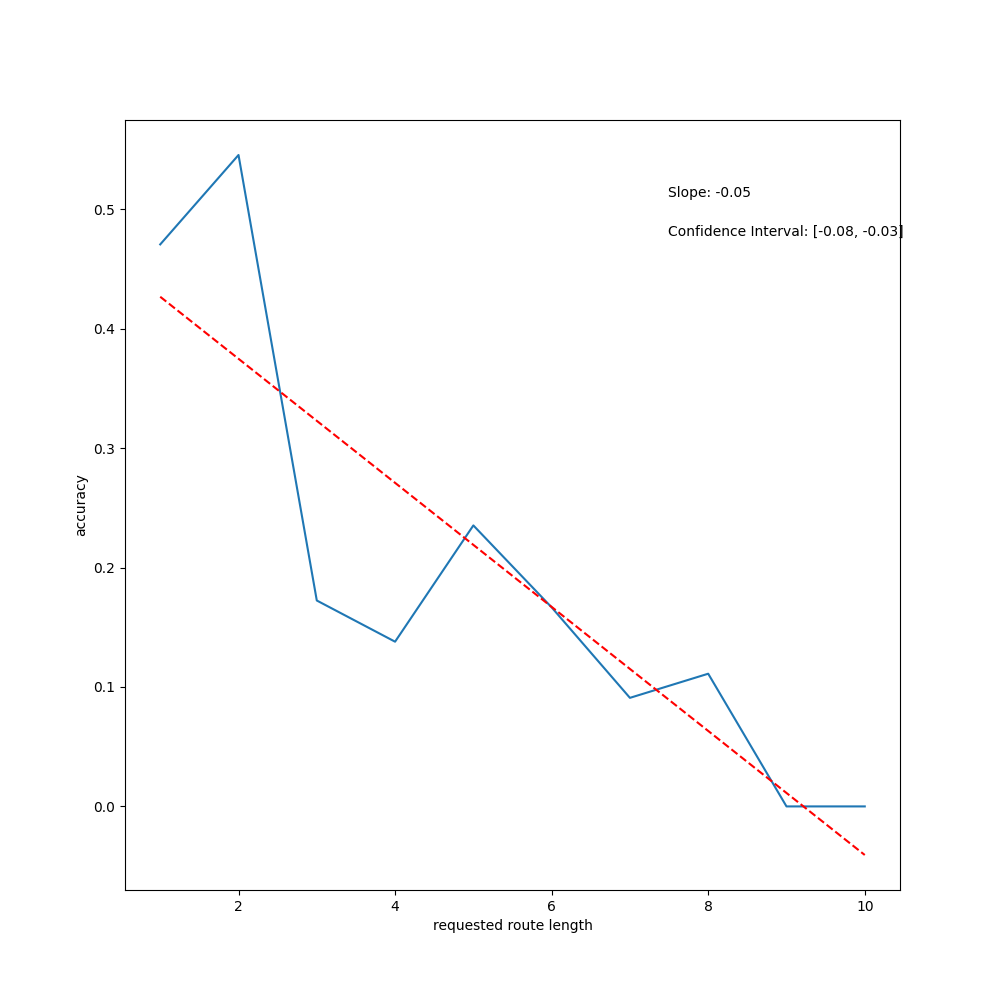 Slope: -0.05
Confidence Interval: [-0.08, -0.03]
0.5
0.4
0.3
0.2
0.1
0.0
accuracy
2 4 6 8 10
requested route length